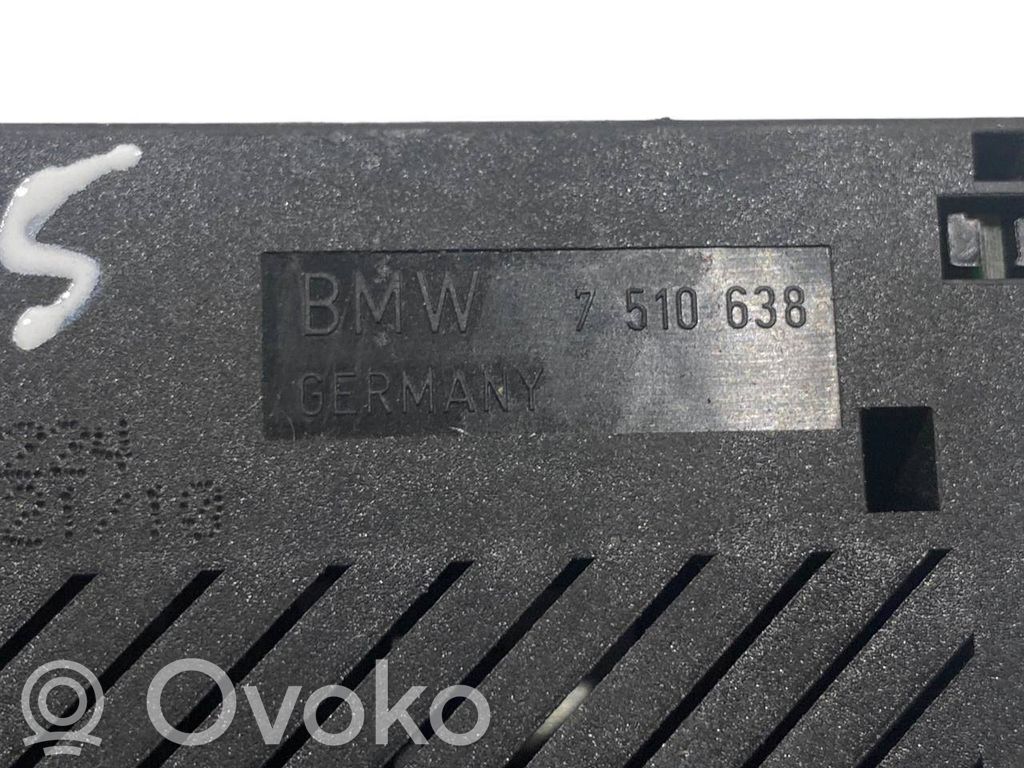 S
BMW 7 510 638
GERMANY
Ovoko